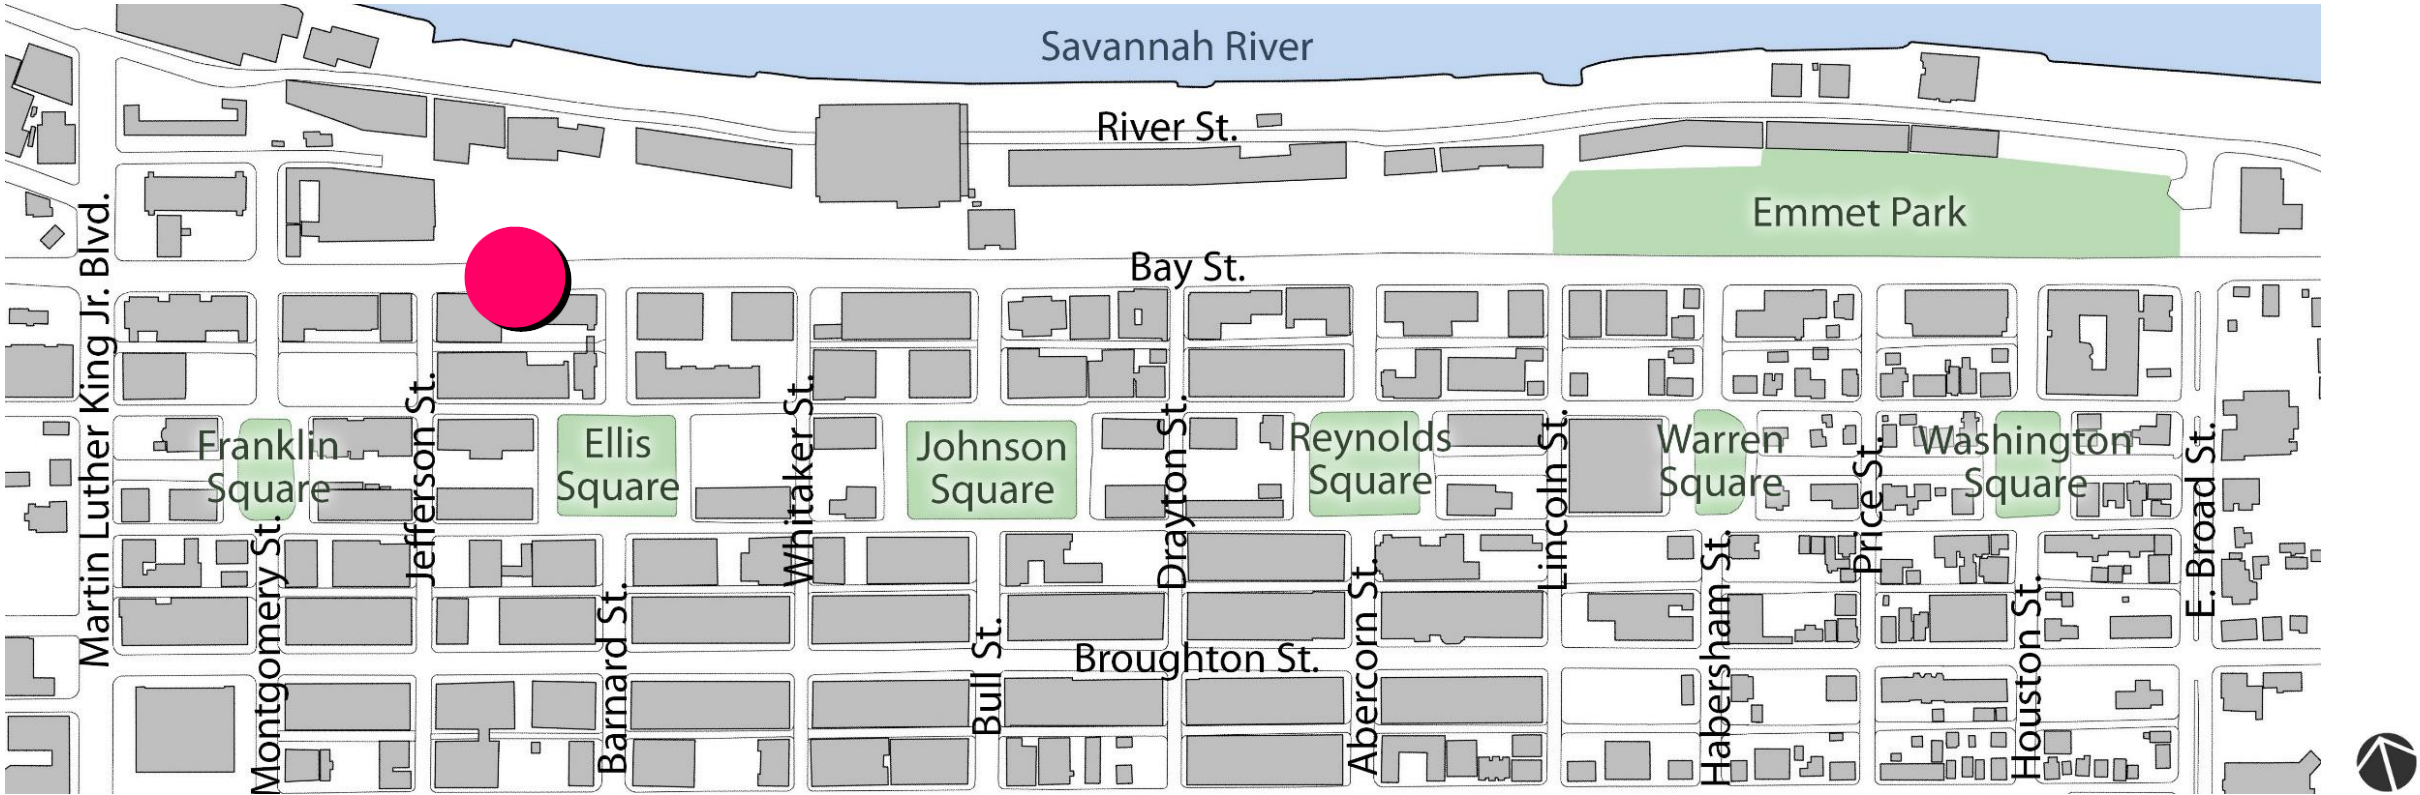 Savannah River
River St.
Emmet Park
Bay St.
Martin Luther King Jr. Blvd.
Franklin
Square
Jefferson St.
Ellis
Square
Whitaker St.
Johnson
Square
Drayton St.
Reynolds
Square
Lincoln St.
Warren
Square
Price St.
Washington
Square
E. Broad St.
Montgomery St.
Barnard St.
Bull St.
Broughton St.
Abercorn St.
Habersham St.
Houston St.